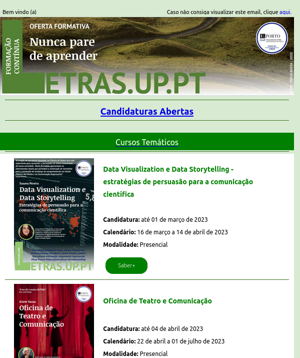 Bem vindo (a)
Caso não consiga visualizar este email, clique aqui.
FORMAÇÃO
CONTÍNUA
OFERTA FORMATIVA
Nunca pare
de aprender
PORTO
LETRAS.UP.PT
Candidaturas Abertas
Cursos Temáticos
Data Visualization e
Data Storytelling
Estratégias de persuasão para a
comunicação científica
ETRAS.UP.PT
Data Visualization e Data Storytelling -
estratégias de persuasão para a comunicação
científica
Candidatura: até 01 de março de 2023
Calendário: 16 de março a 14 de abril de 2023
Modalidade: Presencial
Saber+
Oficina de
Teatro e
Comunicação
Oficina de Teatro e Comunicação
Candidatura: até 04 de abril de 2023
Calendário: 22 de abril a 01 de julho de 2023
Modalidade: Presencial